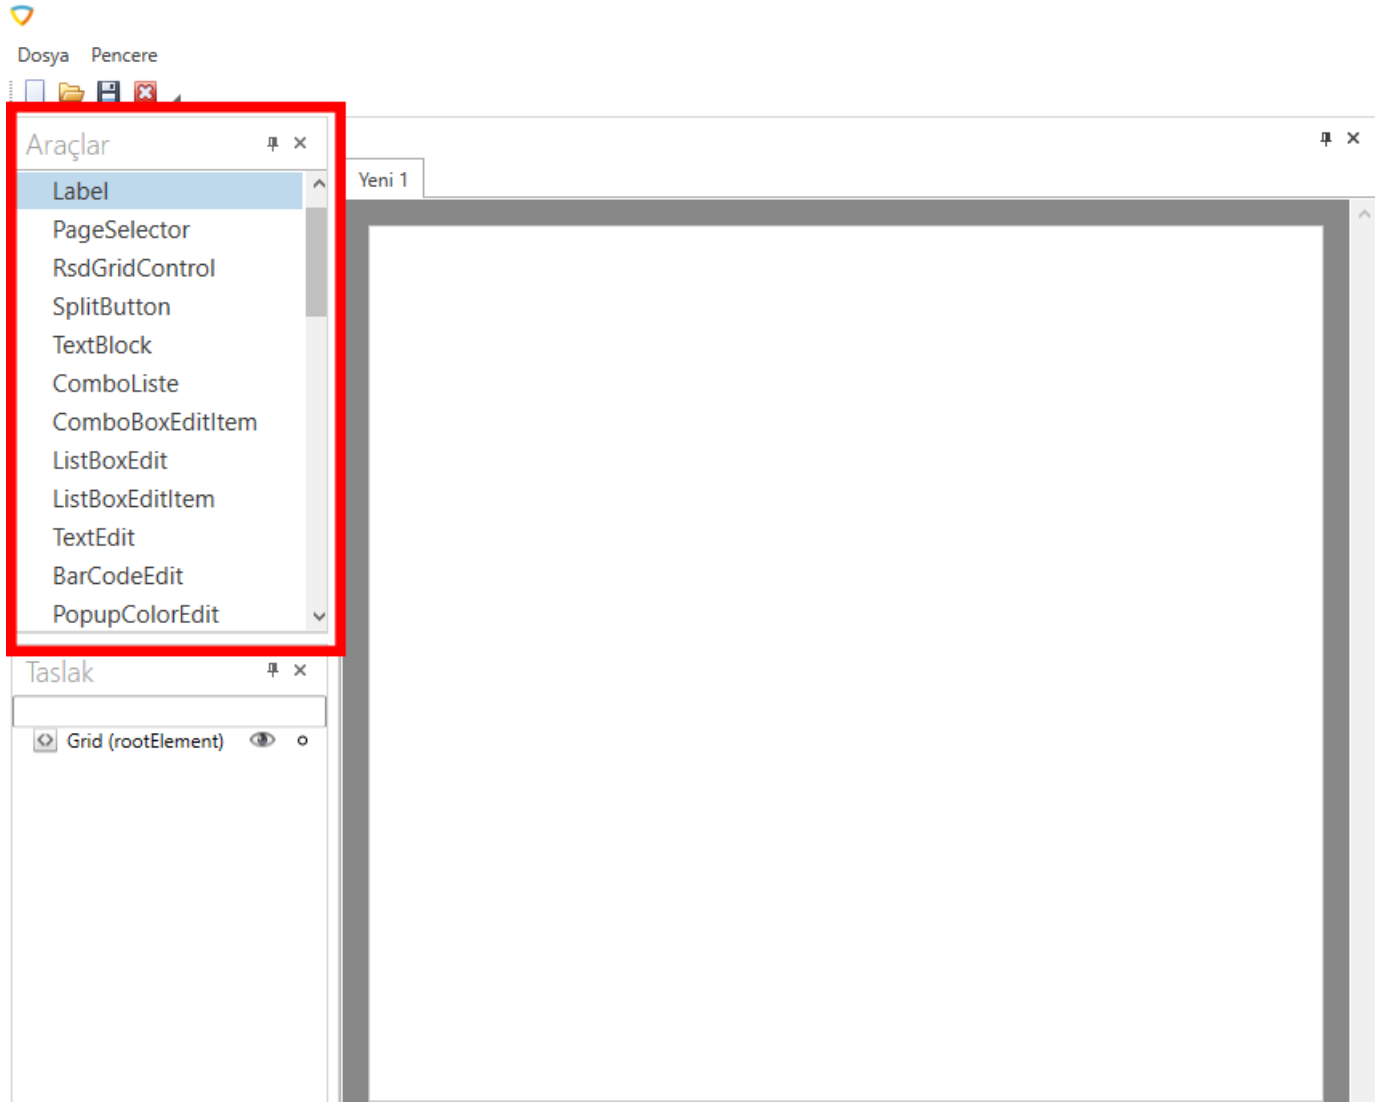 Dosya Pencere
Araçlar
Label
PageSelector
RsdGridControl
SplitButton
TextBlock
ComboListe
ComboBoxEditItem
ListBoxEdit
ListBoxEditItem
TextEdit
BarCodeEdit
PopupColorEdit
Taslak
Grid (rootElement)
Yeni 1